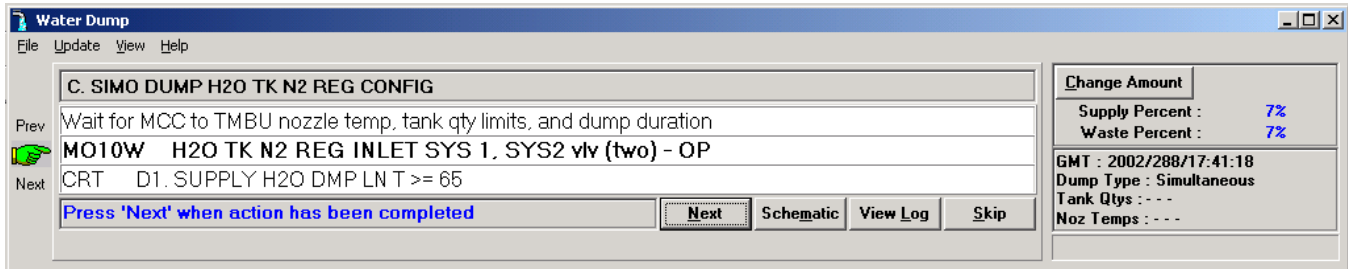 Water Dump
File Update View Help
C. SIMO DUMP H2O TK N2 REG CONFIG
Prev
Wait for MCC to TMBU nozzle temp, tank qty limits, and dump duration
MO10W H2O TK N2 REG INLET SYS 1, SYS2 vlv (two) - OP
Next
CRT D1. SUPPLY H2O DMP LN T >= 65
Press 'Next' when action has been completed
Next Schematic View Log Skip
Change Amount
Supply Percent : 7%
Waste Percent : 7%
GMT : 2002/288/17:41:18
Dump Type : Simultaneous
Tank Qtys : - - -
Noz Temps : - - -